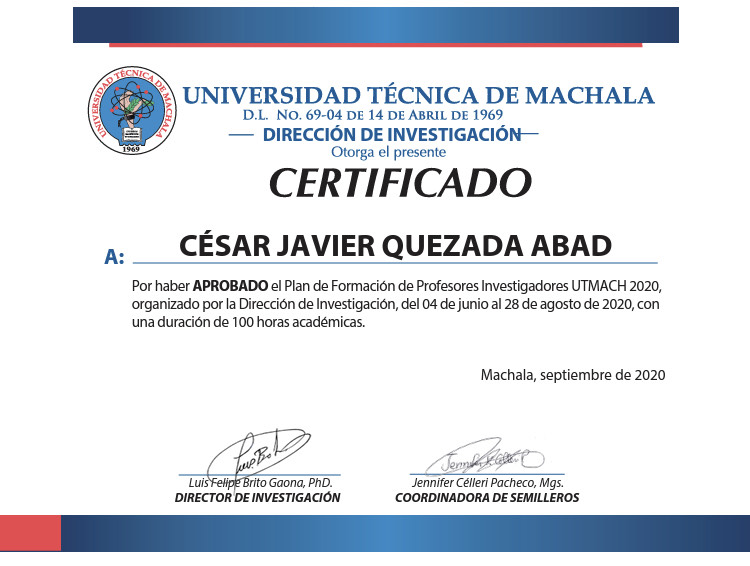 UNIVERSIDAD TÉCNICA DE MACHALA
1969
UNIVERSIDAD TÉCNICA DE MACHALA
D.L. No. 69-04 DE 14 DE ABRIL DE 1969
DIRECCIÓN DE INVESTIGACIÓN
Otorga el presente
CERTIFICADO
A: CÉSAR JAVIER QUEZADA ABAD
Por haber APROBADO el Plan de Formación de Profesores Investigadores UTMACH 2020,
organizado por la Dirección de Investigación, del 04 de junio al 28 de agosto de 2020, con
una duración de 100 horas académicas.
Machala, septiembre de 2020
Luis Felipe Brito Gaona, PhD.
DIRECTOR DE INVESTIGACIÓN
Jennifer Célleri Pacheco, Mgs.
COORDINADORA DE SEMILLEROS